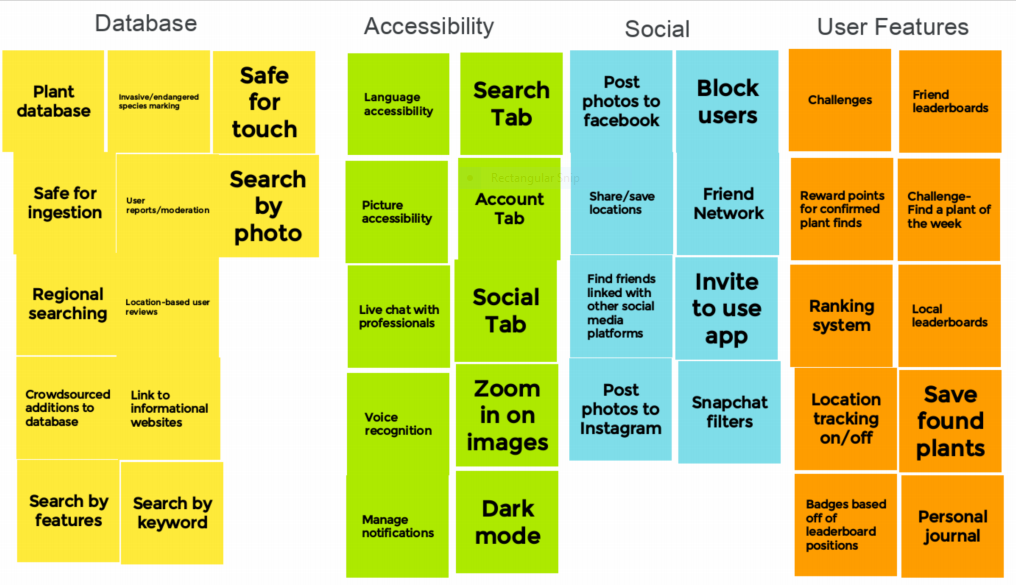 Database
Plant
database
Invasive/endangered
species marking
Safe
for
touch
Safe for
ingestion
User
reports/moderation
Search
by
photo
Regional
searching
Location-based user
reviews
Crowdsourced
additions to
database
Link to
informational
websites
Search by
features
Search by
keyword
Accessibility
Language
accessibility
Search
Tab
Picture
accessibility
Account
Tab
Rectangular Snip
Live chat with
professionals
Social
Tab
Voice
recognition
Zoom
in on
images
Manage
notifications
Dark
mode
Social
Post
photos to
facebook
Block
users
Share/save
locations
Friend
Network
Find friends
linked with
other social
media
platforms
Invite
to use
app
Post
photos to
Instagram
Snapchat
filters
User Features
Challenges
Friend
leaderboards
Reward points
for confirmed
plant finds
Challenge-
Find a plant of
the week
Ranking
system
Local
leaderboards
Location
tracking
on/off
Save
found
plants
Badges based
off of
leaderboard
positions
Personal
journal